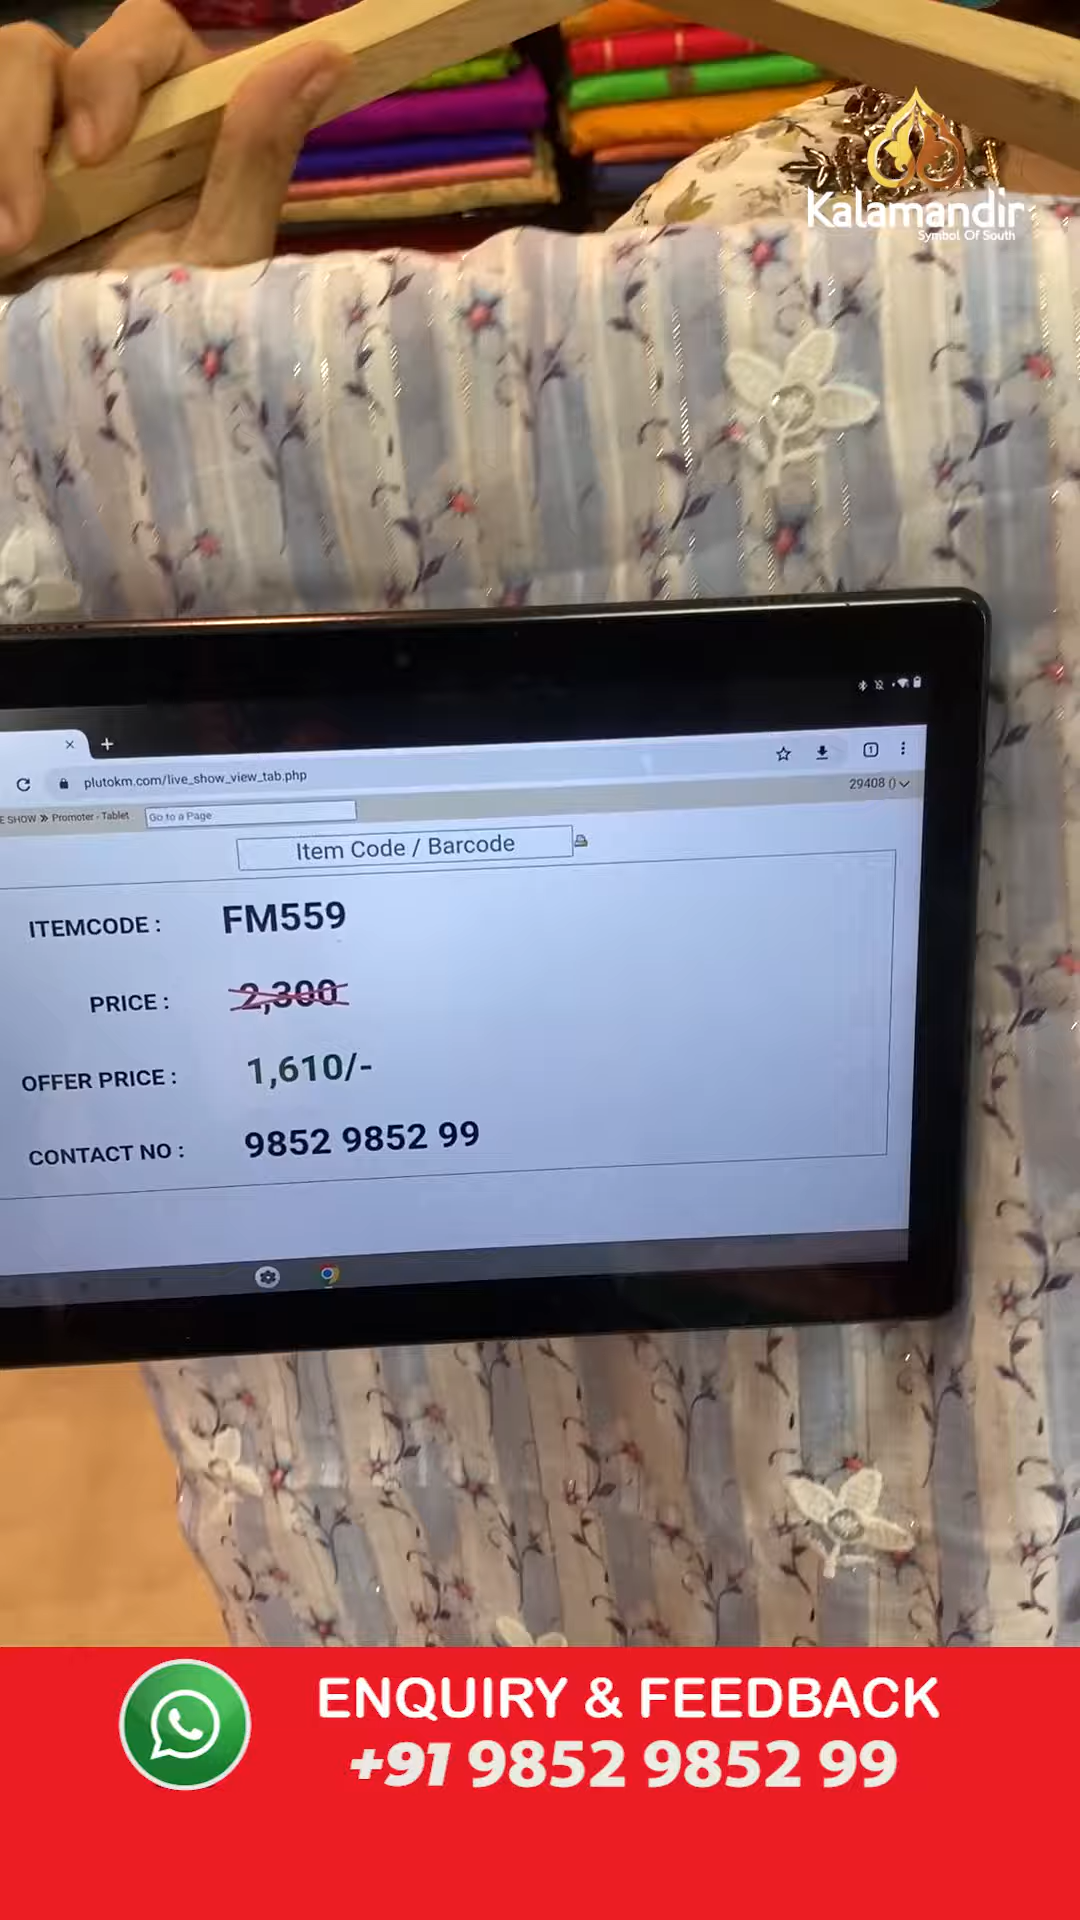 Kalamandir
Symbol Of South
plutokm.com/live_show_view_tab.php
29408 ()
E SHOW >> Promoter - Tablet
Go to a Page
Item Code / Barcode
ITEMCODE : FM559
PRICE : 2,300
OFFER PRICE : 1,610/-
CONTACT NO : 9852 9852 99
ENQUIRY & FEEDBACK
+91 9852 9852 99